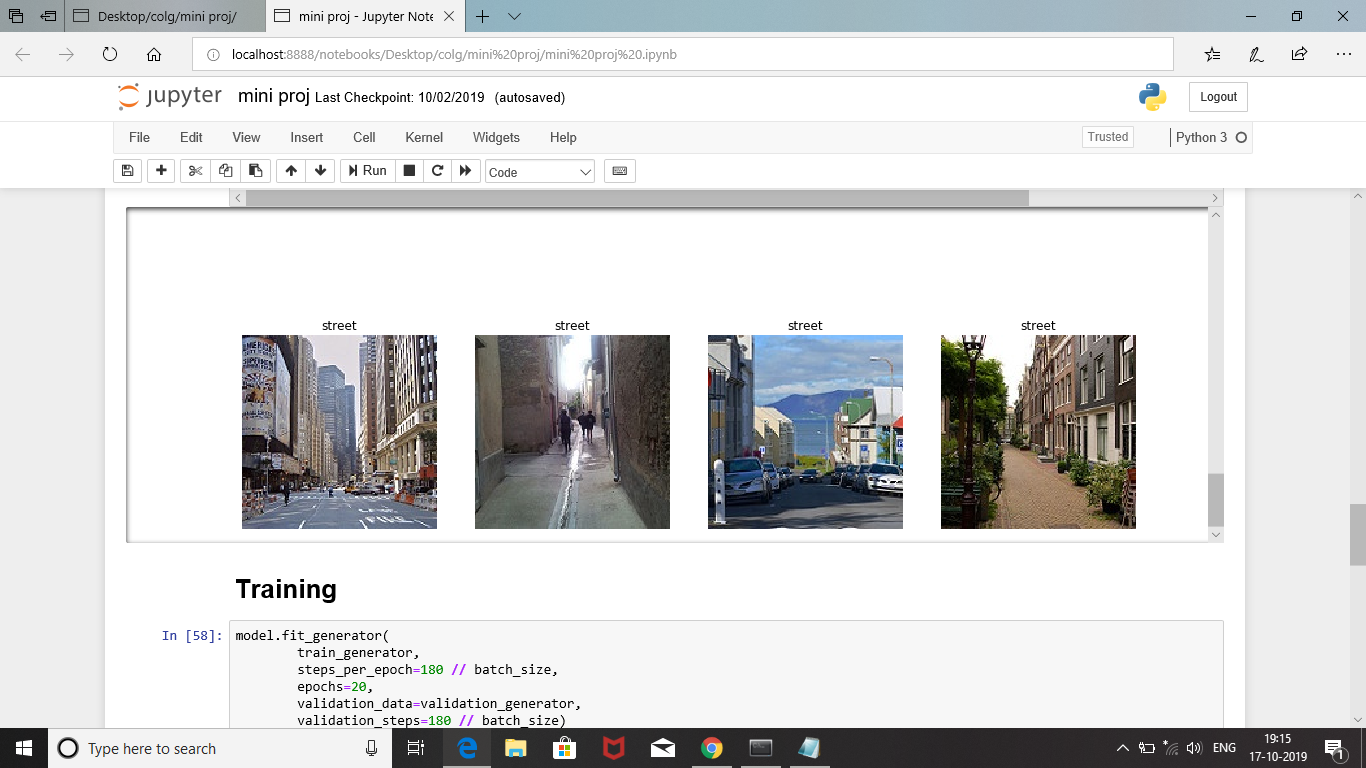 Desktop/colg/mini proj/
mini proj - Jupyter Note
localhost:8888/notebooks/Desktop/colg/mini%20proj/mini%20proj%20.ipynb
jupyter mini proj Last Checkpoint: 10/02/2019 (autosaved)
Logout
File Edit View Insert Cell Kernel Widgets Help
Trusted
Python 3
Run
Code
street street street street
Training
In [58]: model.fit_generator(
train_generator,
steps_per_epoch=180 // batch_size,
epochs=20,
validation_data=validation_generator,
validation_steps=180 // batch_size)
Type here to search
ENG
19:15
17-10-2019
1